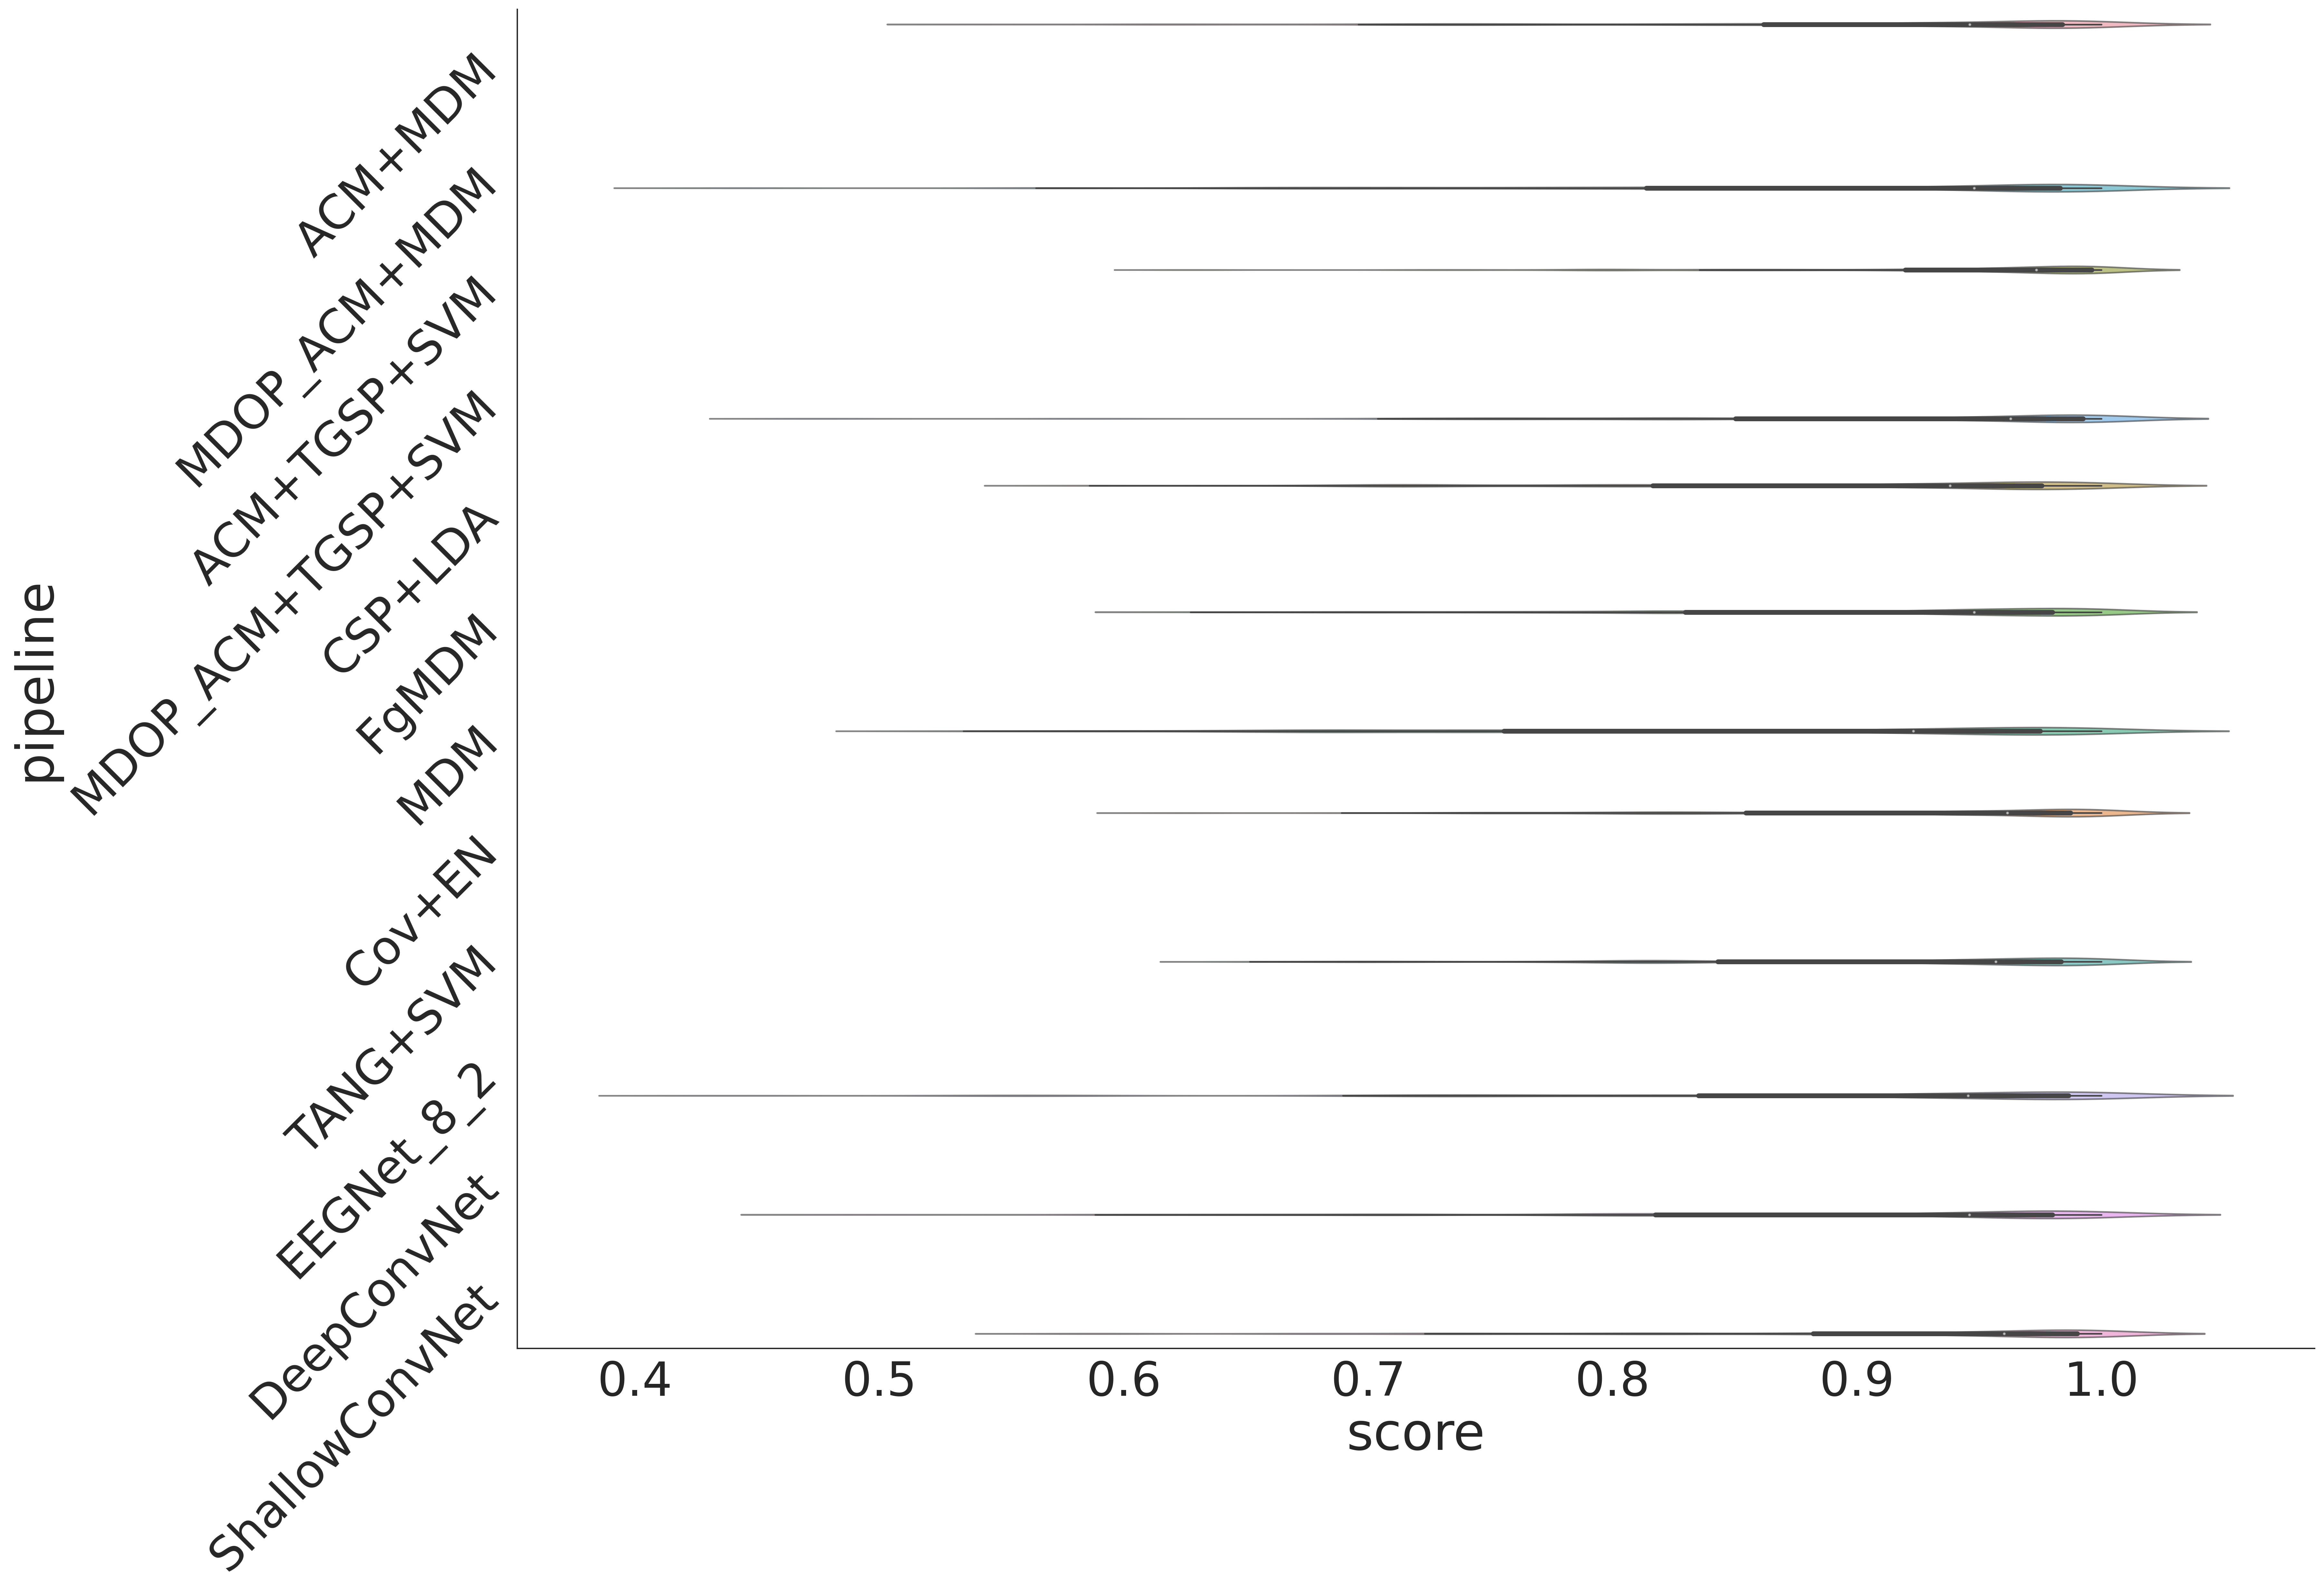 ACM+MDM
MDOP_ACM+MDM
ACM+TGSP+SVM
MDOP_ACM+TGSP+SVM
CSP+LDA
FgMDM
MDM
Cov+EN
TANG+SVM
EEGNet_8_2
DeepConvNet
ShallowConvNet
pipeline
0.4 0.5 0.6 0.7 0.8 0.9 1.0
score